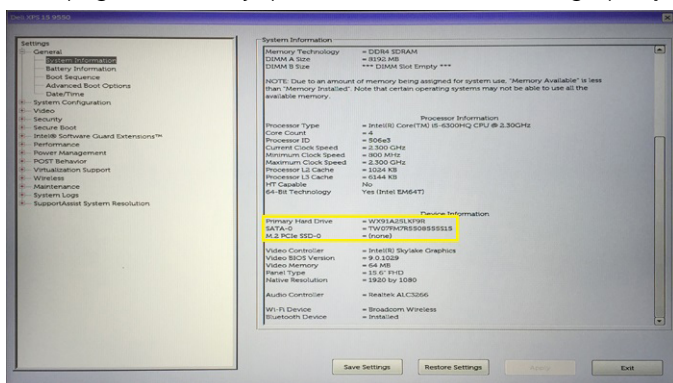 Dell XPS 15 9550
Settings
General
System Information
Battery Information
Boot Sequence
Advanced Boot Options
Date/Time
System Configuration
Video
Security
Secure Boot
Intel® Software Guard Extensions™
Performance
Power Management
POST Behavior
Virtualization Support
Wireless
Maintenance
System Logs
SupportAssist System Resolution
System Information
Memory Technology = DDR4 SDRAM
DIMM A Size = 8192 MB
DIMM B Size *** DIMM Slot Empty ***
NOTE: Due to an amount of memory being assigned for system use, "Memory Available" is less
than "Memory Installed". Note that certain operating systems may not be able to use all the
available memory.
Processor Information
Processor Type = Intel(R) Core(TM) i5-6300HQ CPU @ 2.30GHz
Core Count = 4
Processor ID = 506e3
Current Clock Speed = 2.300 GHz
Minimum Clock Speed = 800 MHz
Maximum Clock Speed = 2.300 GHz
Processor L2 Cache = 1024 KB
Processor L3 Cache = 6144 KB
HT Capable No
64-Bit Technology Yes (Intel EM64T)
Device Information
Primary Hard Drive
SATA-0
M.2 PCIe SSD-0 = (none)
Video Controller = Intel(R) Skylake Graphics
Video BIOS Version = 9.0.1029
Video Memory = 64 MB
Panel Type = 15.6" FHD
Native Resolution = 1920 by 1080
Audio Controller = Realtek ALC3266
Wi-Fi Device = Broadcom Wireless
Bluetooth Device = Installed
Save Settings Restore Settings Apply Exit